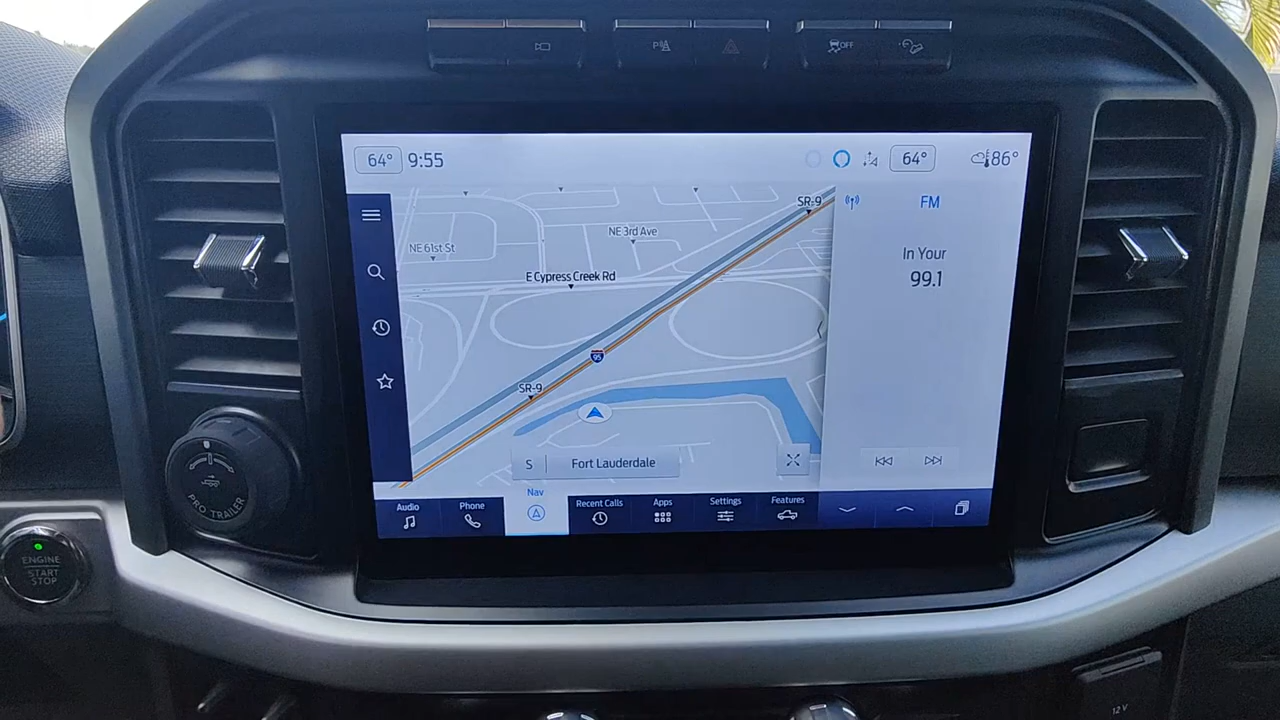 P
OFF
64° 9:55
64°
86°
SR-9
FM
NE 3rd Ave
NE 61st St
In Your
E Cypress Creek Rd
99.1
95
SR-9
S Fort Lauderdale
PRO TRAILER
Audio
Phone
Nav
Recent Calls
Apps
Settings
Features
ENGINE
START
STOP
12 V